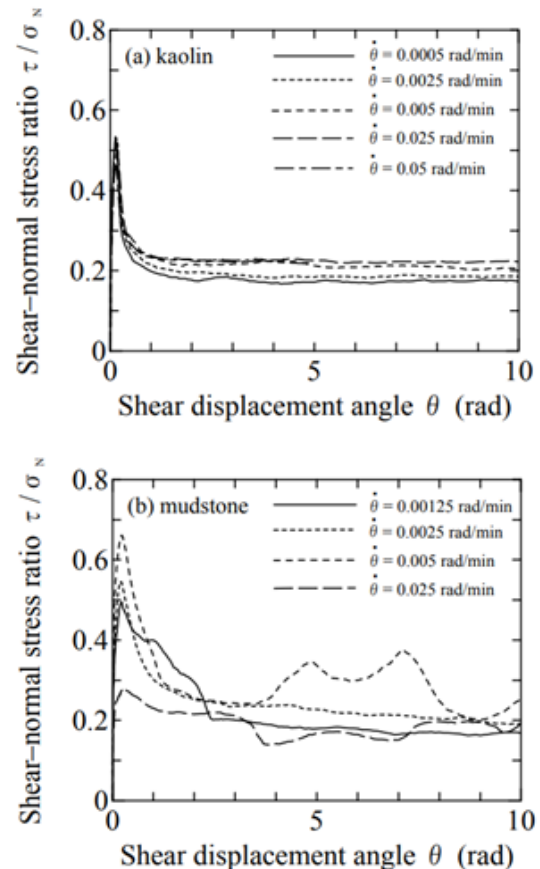 Shear–normal stress ratio τ/σN
0.8
0.6
0.4
0.2
0
(a) kaolin
θ̇ = 0.0005 rad/min
θ̇ = 0.0025 rad/min
θ̇ = 0.005 rad/min
θ̇ = 0.025 rad/min
θ̇ = 0.05 rad/min
0 5 10
Shear displacement angle θ (rad)
Shear–normal stress ratio τ/σN
0.8
0.6
0.4
0.2
0
(b) mudstone
θ̇ = 0.00125 rad/min
θ̇ = 0.0025 rad/min
θ̇ = 0.005 rad/min
θ̇ = 0.025 rad/min
0 5 10
Shear displacement angle θ (rad)